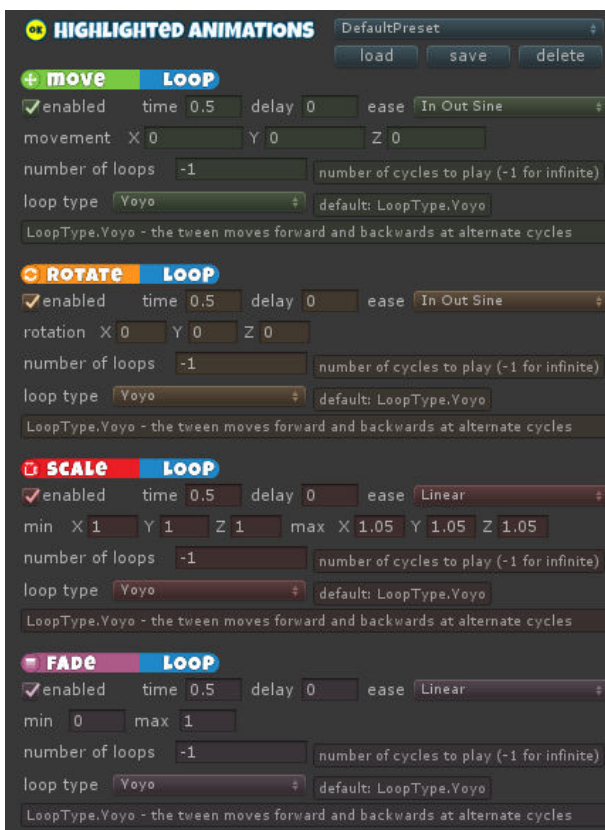 OK HIGHLIGHTED ANIMATIONS DefaultPreset
load save delete
move LOOP
enabled time 0.5 delay 0 ease In Out Sine
movement X 0 Y 0 Z 0
number of loops -1 number of cycles to play (-1 for infinite)
loop type Yoyo default: LoopType.Yoyo
LoopType.Yoyo - the tween moves forward and backwards at alternate cycles
ROTATE LOOP
enabled time 0.5 delay 0 ease In Out Sine
rotation X 0 Y 0 Z 0
number of loops -1 number of cycles to play (-1 for infinite)
loop type Yoyo default: LoopType.Yoyo
LoopType.Yoyo - the tween moves forward and backwards at alternate cycles
SCALE LOOP
enabled time 0.5 delay 0 ease Linear
min X 1 Y 1 Z 1 max X 1.05 Y 1.05 Z 1.05
number of loops -1 number of cycles to play (-1 for infinite)
loop type Yoyo default: LoopType.Yoyo
LoopType.Yoyo - the tween moves forward and backwards at alternate cycles
FADE LOOP
enabled time 0.5 delay 0 ease Linear
min 0 max 1
number of loops -1 number of cycles to play (-1 for infinite)
loop type Yoyo default: LoopType.Yoyo
LoopType.Yoyo - the tween moves forward and backwards at alternate cycles